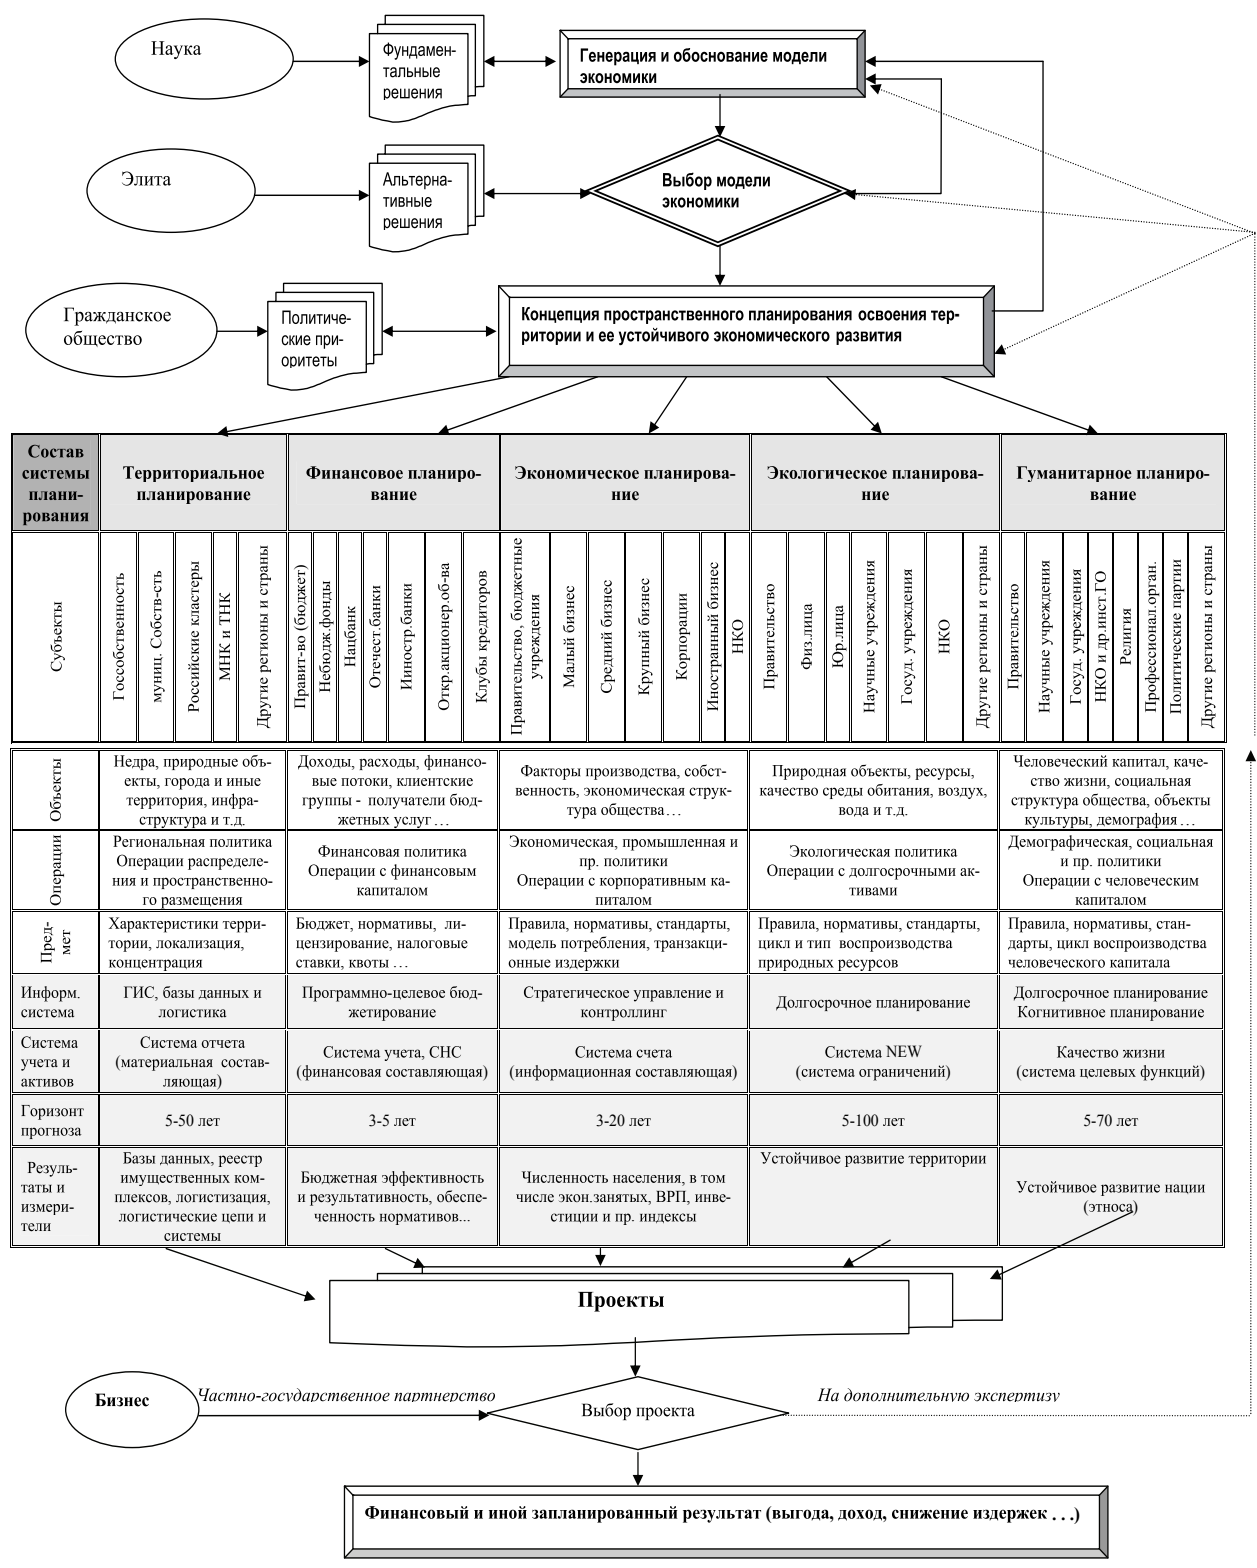 Наука
Фундамен-
тальные
решения
Генерация и обоснование модели
экономики
Элита
Альтерна-
тивные
решения
Выбор модели
экономики
Гражданское
общество
Политиче-
ские при-
оритеты
Концепция пространственного планирования освоения тер-
ритории и ее устойчивого экономического развития
Состав
системы
плани-
рования
Территориальное
планирование
Финансовое планиро-
вание
Экономическое планирова-
ние
Экологическое планирова-
ние
Гуманитарное планиро-
вание
Субъекты
Госсобственность
муниц. Собств-сть
Российские кластеры
МНК и ТНК
Другие регионы и страны
Правит-во (бюджет)
Небюдж.фонды
Нацбанк
Отечест.банки
Иностр.банки
Откр.акционер.об-ва
Клубы кредиторов
Правительство, бюджетные
учреждения
Малый бизнес
Средний бизнес
Крупный бизнес
Корпорации
Иностранный бизнес
НКО
Правительство
Физ.лица
Юр.лица
Научные учреждения
Госуд. учреждения
НКО
Другие регионы и страны
Правительство
Научные учреждения
Госуд. учреждения
НКО и др.инст.ГО
Религия
Профессионал.орган.
Политические партии
Другие регионы и страны
Объекты
Недра, природные объ-
екты, города и иные
территория, инфра-
структура и т.д.
Доходы, расходы, финансо-
вые потоки, клиентские
группы - получатели бюд-
жетных услуг …
Факторы производства, собст-
венность, экономическая струк-
тура общества…
Природная объекты, ресурсы,
качество среды обитания, воздух,
вода и т.д.
Человеческий капитал, каче-
ство жизни, социальная
структура общества, объекты
культуры, демография …
Операции
Региональная политика
Операции распределе-
ния и пространственно-
го размещения
Финансовая политика
Операции с финансовым
капиталом
Экономическая, промышленная и
пр. политики
Операции с корпоративным ка-
питалом
Экологическая политика
Операции с долгосрочными ак-
тивами
Демографическая, социальная
и пр. политики
Операции с человеческим
капиталом
Пред-
мет
Характеристики терри-
тории, локализация,
концентрация
Бюджет, нормативы, ли-
цензирование, налоговые
ставки, квоты …
Правила, нормативы, стандарты,
модель потребления, транзакци-
онные издержки
Правила, нормативы, стандарты,
цикл и тип воспроизводства
природных ресурсов
Правила, нормативы, стан-
дарты, цикл воспроизводства
человеческого капитала
Информ.
система
ГИС, базы данных и
логистика
Программно-целевое бюд-
жетирование
Стратегическое управление и
контроллинг
Долгосрочное планирование
Долгосрочное планирование
Когнитивное планирование
Система
учета и
активов
Система отчета
(материальная состав-
ляющая)
Система учета, СНС
(финансовая составляющая)
Система счета
(информационная составляющая)
Система NEW
(система ограничений)
Качество жизни
(система целевых функций)
Горизонт
прогноза
5-50 лет
3-5 лет
3-20 лет
5-100 лет
5-70 лет
Резуль-
таты и
измери-
тели
Базы данных, реестр
имущественных ком-
плексов, логистизация,
логистические цепи и
системы
Бюджетная эффективность
и результативность, обеспе-
ченность нормативов...
Численность населения, в том
числе экон.занятых, ВРП, инве-
стиции и пр. индексы
Устойчивое развитие территории
Устойчивое развитие нации
(этноса)
Проекты
Бизнес
Частно-государственное партнерство
Выбор проекта
На дополнительную экспертизу
Финансовый и иной запланированный результат (выгода, доход, снижение издержек . . .)